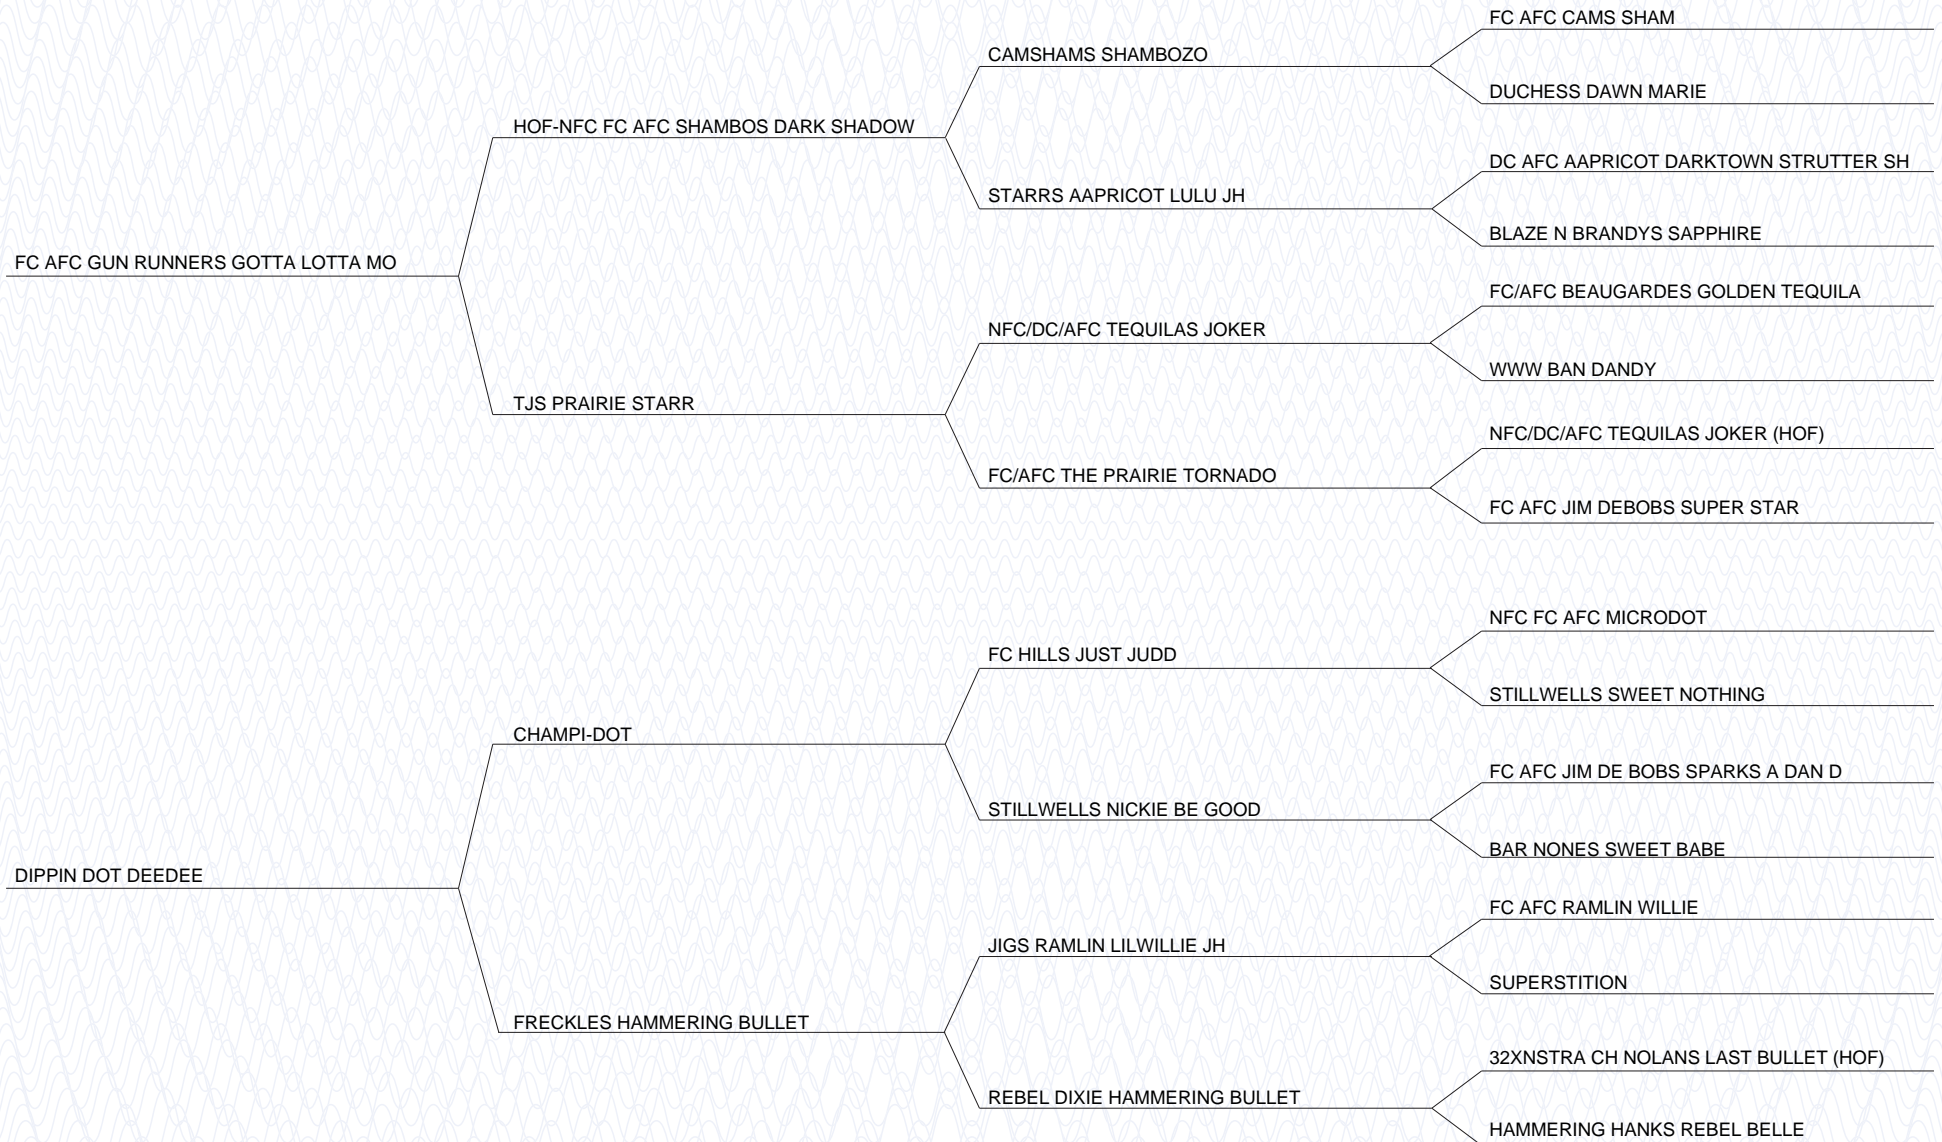 FC AFC CAMS SHAM
CAMSHAMS SHAMBOZO
DUCHESS DAWN MARIE
HOF-NFC FC AFC SHAMBOS DARK SHADOW
DC AFC AAPRICOT DARKTOWN STRUTTER SH
STARRS AAPRICOT LULU JH
BLAZE N BRANDYS SAPPHIRE
FC AFC GUN RUNNERS GOTTA LOTTA MO
FC/AFC BEAUGARDES GOLDEN TEQUILA
NFC/DC/AFC TEQUILAS JOKER
WWW BAN DANDY
TJS PRAIRIE STARR
NFC/DC/AFC TEQUILAS JOKER (HOF)
FC/AFC THE PRAIRIE TORNADO
FC AFC JIM DEBOBS SUPER STAR
NFC FC AFC MICRODOT
FC HILLS JUST JUDD
STILLWELLS SWEET NOTHING
CHAMPI-DOT
FC AFC JIM DE BOBS SPARKS A DAN D
STILLWELLS NICKIE BE GOOD
BAR NONES SWEET BABE
DIPPIN DOT DEEDEE
FC AFC RAMLIN WILLIE
JIGS RAMLIN LILWILLIE JH
SUPERSTITION
FRECKLES HAMMERING BULLET
32XNSTRA CH NOLANS LAST BULLET (HOF)
REBEL DIXIE HAMMERING BULLET
HAMMERING HANKS REBEL BELLE